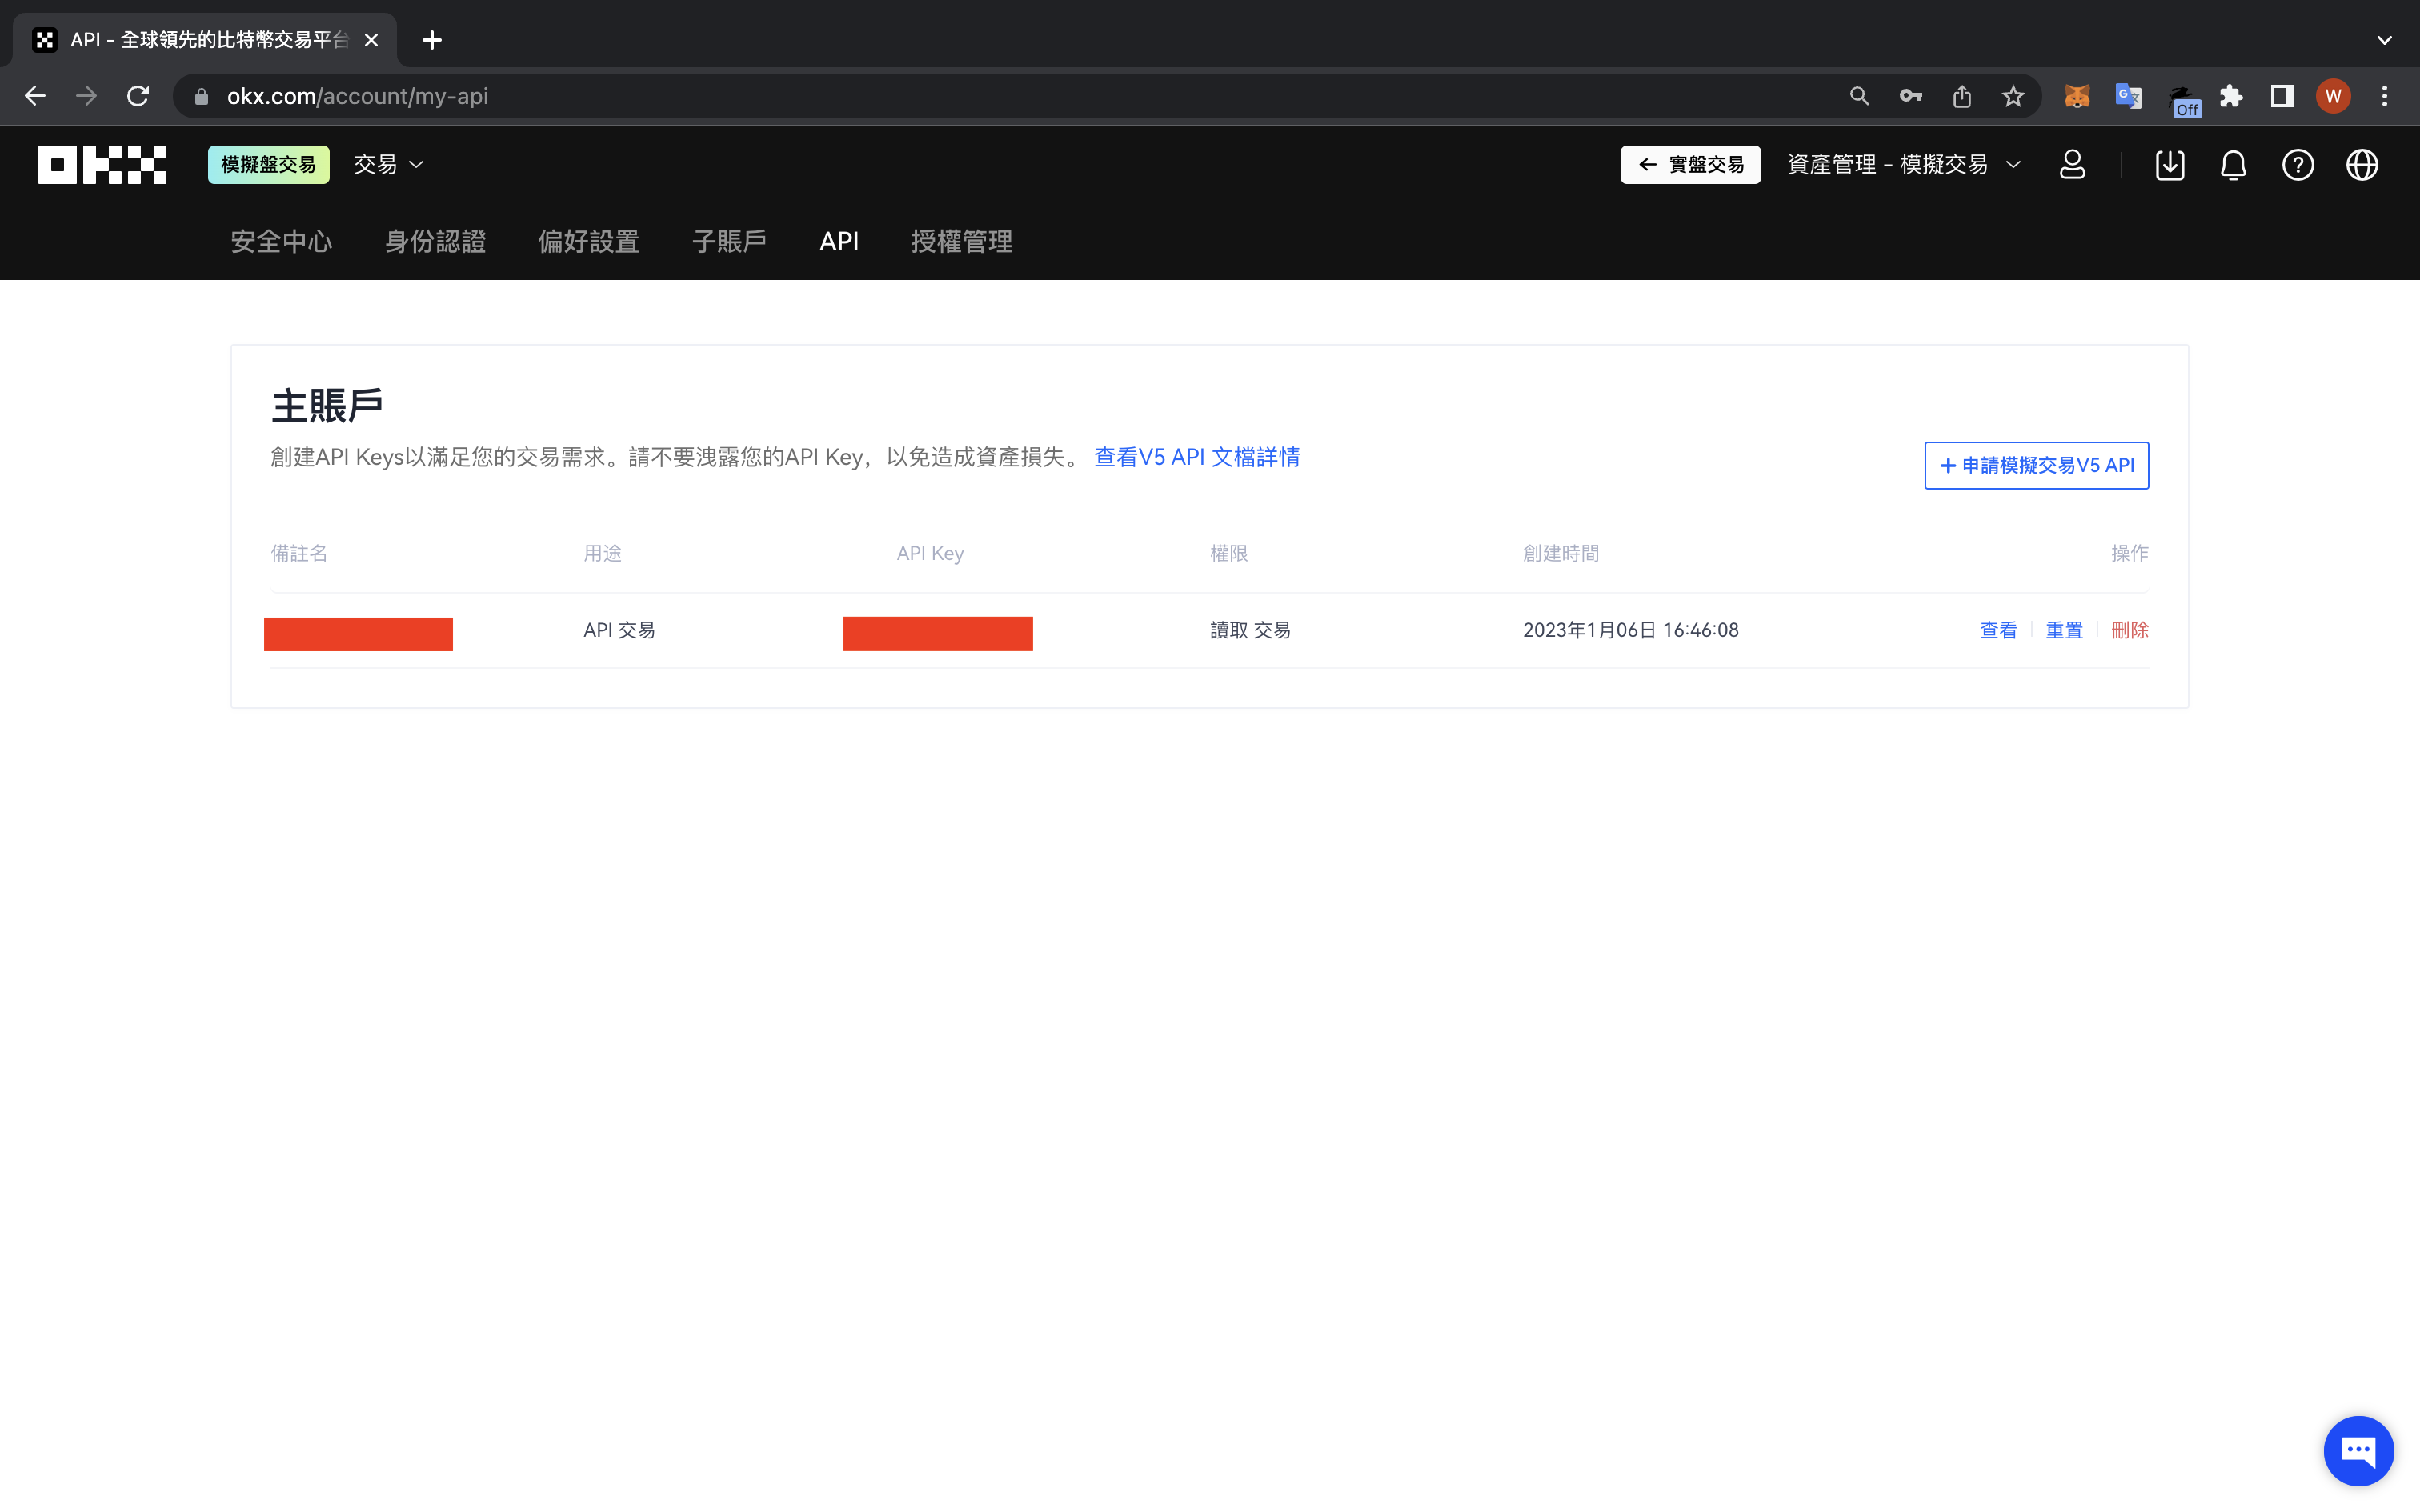 API - 全球領先的比特幣交易平台
okx.com/account/my-api
Off
W
OKX 模擬盤交易 交易 實盤交易 資產管理 - 模擬交易
安全中心 身份認證 偏好設置 子賬戶 API 授權管理
主賬戶
創建API Keys以滿足您的交易需求。請不要洩露您的API Key，以免造成資產損失。 查看V5 API 文檔詳情
+ 申請模擬交易V5 API
備註名 用途 API Key 權限 創建時間 操作
API 交易 讀取 交易 2023年1月06日 16:46:08 查看 重置 刪除